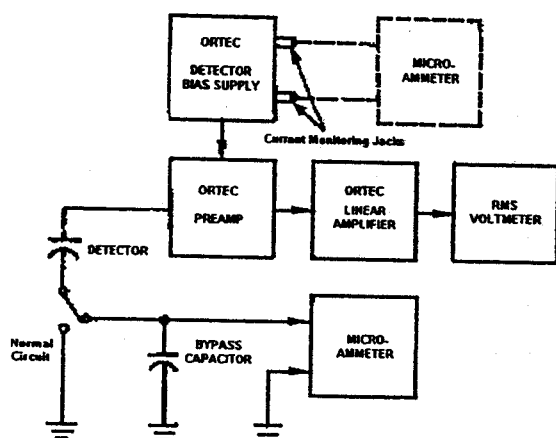 ORTEC
DETECTOR
BIAS SUPPLY
MICRO-
AMMETER
Current Monitoring Jacks
ORTEC
PREAMP
ORTEC
LINEAR
AMPLIFIER
RMS
VOLTMETER
DETECTOR
Normal
Circuit
BYPASS
CAPACITOR
MICRO-
AMMETER